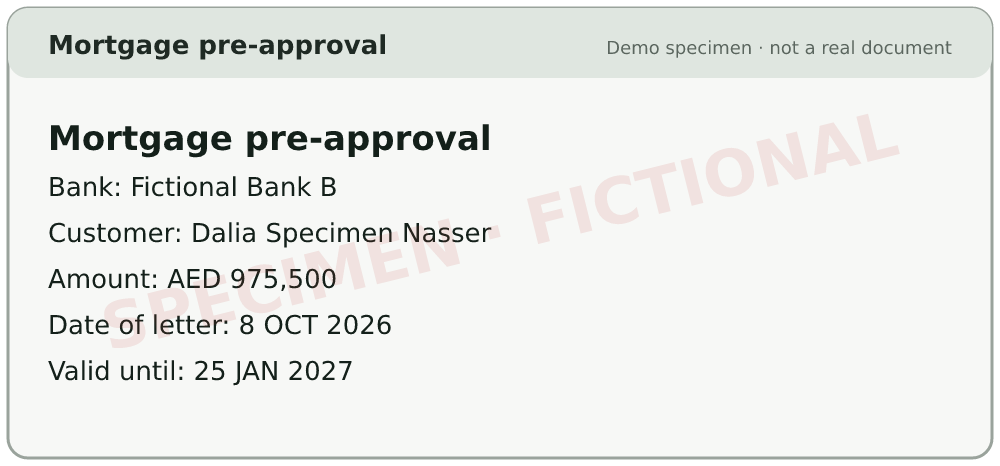 Mortgage pre-approval
Demo specimen · not a real document
Mortgage pre-approval
Bank: Fictional Bank B
Customer: Dalia Specimen Nasser
Amount: AED 975,500
Date of letter: 8 OCT 2026
Valid until: 25 JAN 2027
SPECIMEN · FICTIONAL